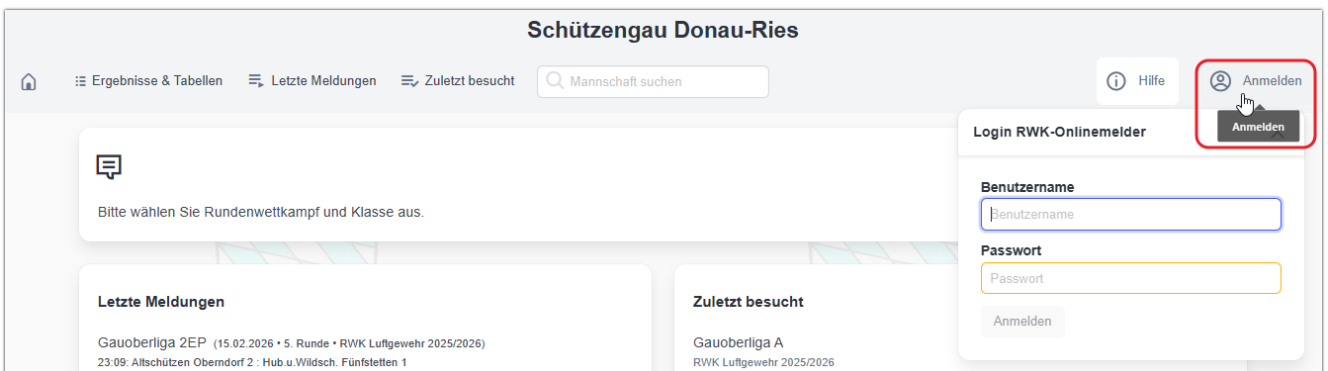 Schützengau Donau-Ries
Ergebnisse & Tabellen Letzte Meldungen Zuletzt besucht Mannschaft suchen Hilfe Anmelden
Anmelden
Login RWK-Onlinemelder
Bitte wählen Sie Rundenwettkampf und Klasse aus.
Benutzername
Benutzername
Passwort
Passwort
Anmelden
Letzte Meldungen
Gauoberliga 2EP (15.02.2026 • 5. Runde • RWK Luftgewehr 2025/2026)
23:09: Altschützen Oberndorf 2 : Hub.u.Wildsch. Fünfstetten 1
Zuletzt besucht
Gauoberliga A
RWK Luftgewehr 2025/2026